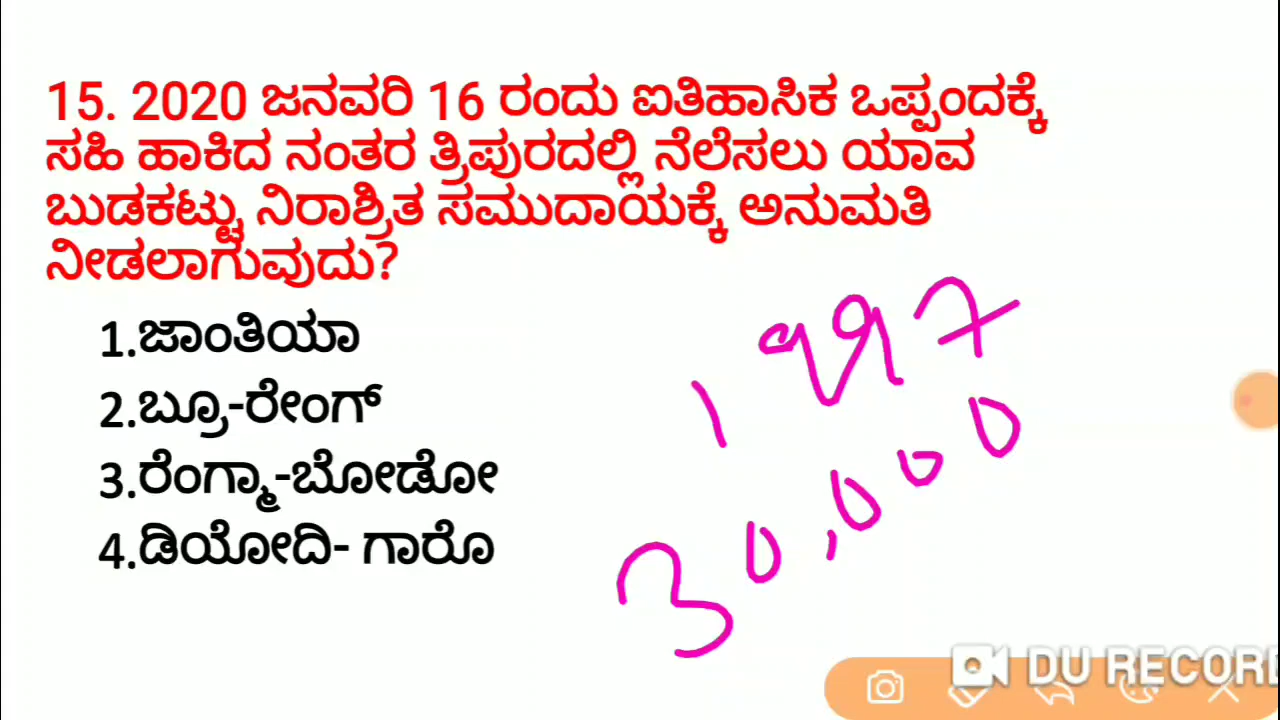 15. 2020 ಜನವರಿ 16 ರಂದು ಐತಿಹಾಸಿಕ ಒಪ್ಪಂದಕ್ಕೆ
ಸಹಿ ಹಾಕಿದ ನಂತರ ತ್ರಿಪುರದಲ್ಲಿ ನೆಲೆಸಲು ಯಾವ
ಬುಡಕಟ್ಟು ನಿರಾಶ್ರಿತ ಸಮುದಾಯಕ್ಕೆ ಅನುಮತಿ
ನೀಡಲಾಗುವುದು?
1.ಜಾಂತಿಯಾ
2.ಬ್ರೂ-ರೇಂಗ್
3.ರೆಂಗ್ಮಾ-ಬೋಡೋ
4.ಡಿಯೋದಿ- ಗಾರೊ
1997
30,000
DU RECORD